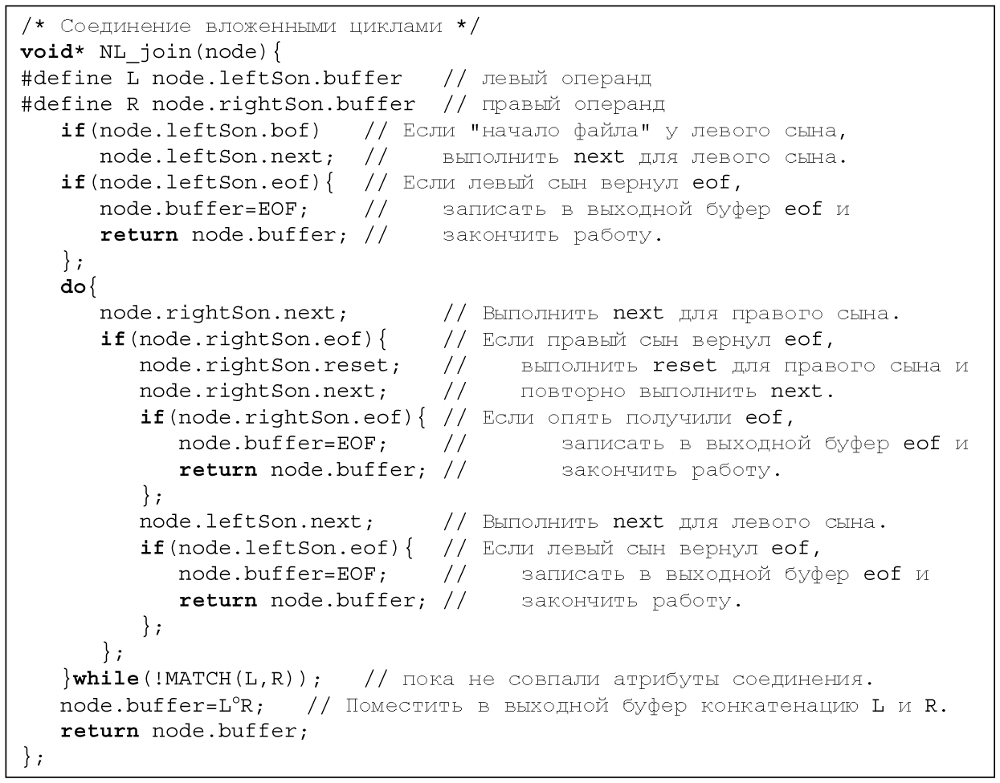 /* Соединение вложенными циклами */
void* NL_join(node){
#define L node.leftSon.buffer   // левый операнд
#define R node.rightSon.buffer  // правый операнд
   if(node.leftSon.bof)   // Если "начало файла" у левого сына,
      node.leftSon.next;  //    выполнить next для левого сына.
   if(node.leftSon.eof){  // Если левый сын вернул eof,
      node.buffer=EOF;    //    записать в выходной буфер eof и
      return node.buffer; //    закончить работу.
   };
   do{
      node.rightSon.next;       // Выполнить next для правого сына.
      if(node.rightSon.eof){    // Если правый сын вернул eof,
         node.rightSon.reset;   //    выполнить reset для правого сына и
         node.rightSon.next;    //    повторно выполнить next.
         if(node.rightSon.eof){ // Если опять получили eof,
            node.buffer=EOF;    //       записать в выходной буфер eof и
            return node.buffer; //       закончить работу.
         };
         node.leftSon.next;     // Выполнить next для левого сына.
         if(node.leftSon.eof){  // Если левый сын вернул eof,
            node.buffer=EOF;    //    записать в выходной буфер eof и
            return node.buffer; //    закончить работу.
         };
      };
   }while(!MATCH(L,R));   // пока не совпали атрибуты соединения.
   node.buffer=L°R;   // Поместить в выходной буфер конкатенацию L и R.
   return node.buffer;
};